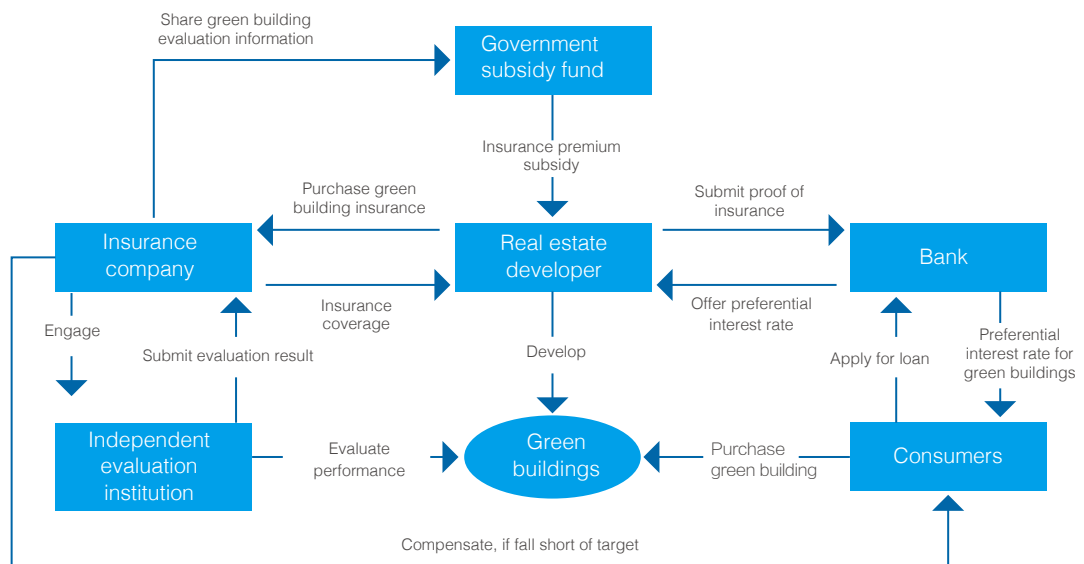 Share green building
evaluation information
Government
subsidy fund
Insurance premium
subsidy
Purchase green
building insurance
Submit proof of
insurance
Insurance
company
Real estate
developer
Bank
Insurance
coverage
Offer preferential
interest rate
Engage
Submit evaluation result
Develop
Apply for loan
Preferential
interest rate for
green buildings
Independent
evaluation
institution
Evaluate
performance
Green
buildings
Purchase
green building
Consumers
Compensate, if fall short of target